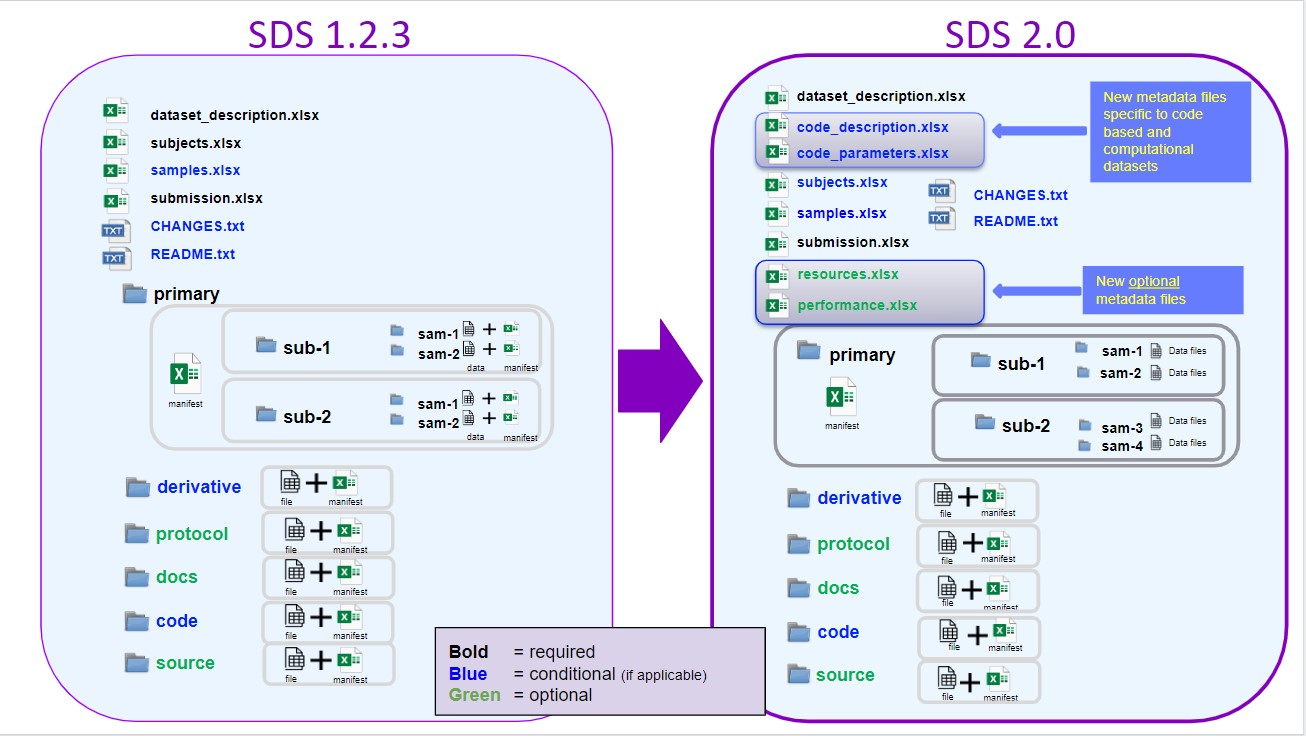 SDS 1.2.3
dataset_description.xlsx
subjects.xlsx
samples.xlsx
submission.xlsx
TXT CHANGES.txt
TXT README.txt
primary
manifest
sub-1
sam-1
sam-2
data manifest
sub-2
sam-1
sam-2
data manifest
derivative
file manifest
protocol
file manifest
docs
file manifest
code
file manifest
source
file manifest
SDS 2.0
dataset_description.xlsx
code_description.xlsx
code_parameters.xlsx
New metadata files
specific to code
based and
computational
datasets
subjects.xlsx
samples.xlsx
submission.xlsx
TXT CHANGES.txt
TXT README.txt
resources.xlsx
performance.xlsx
New optional
metadata files
primary
manifest
sub-1
sam-1 Data files
sam-2 Data files
sub-2
sam-3 Data files
sam-4 Data files
derivative
file manifest
protocol
file manifest
docs
file manifest
code
file manifest
source
file manifest
Bold = required
Blue = conditional (if applicable)
Green = optional